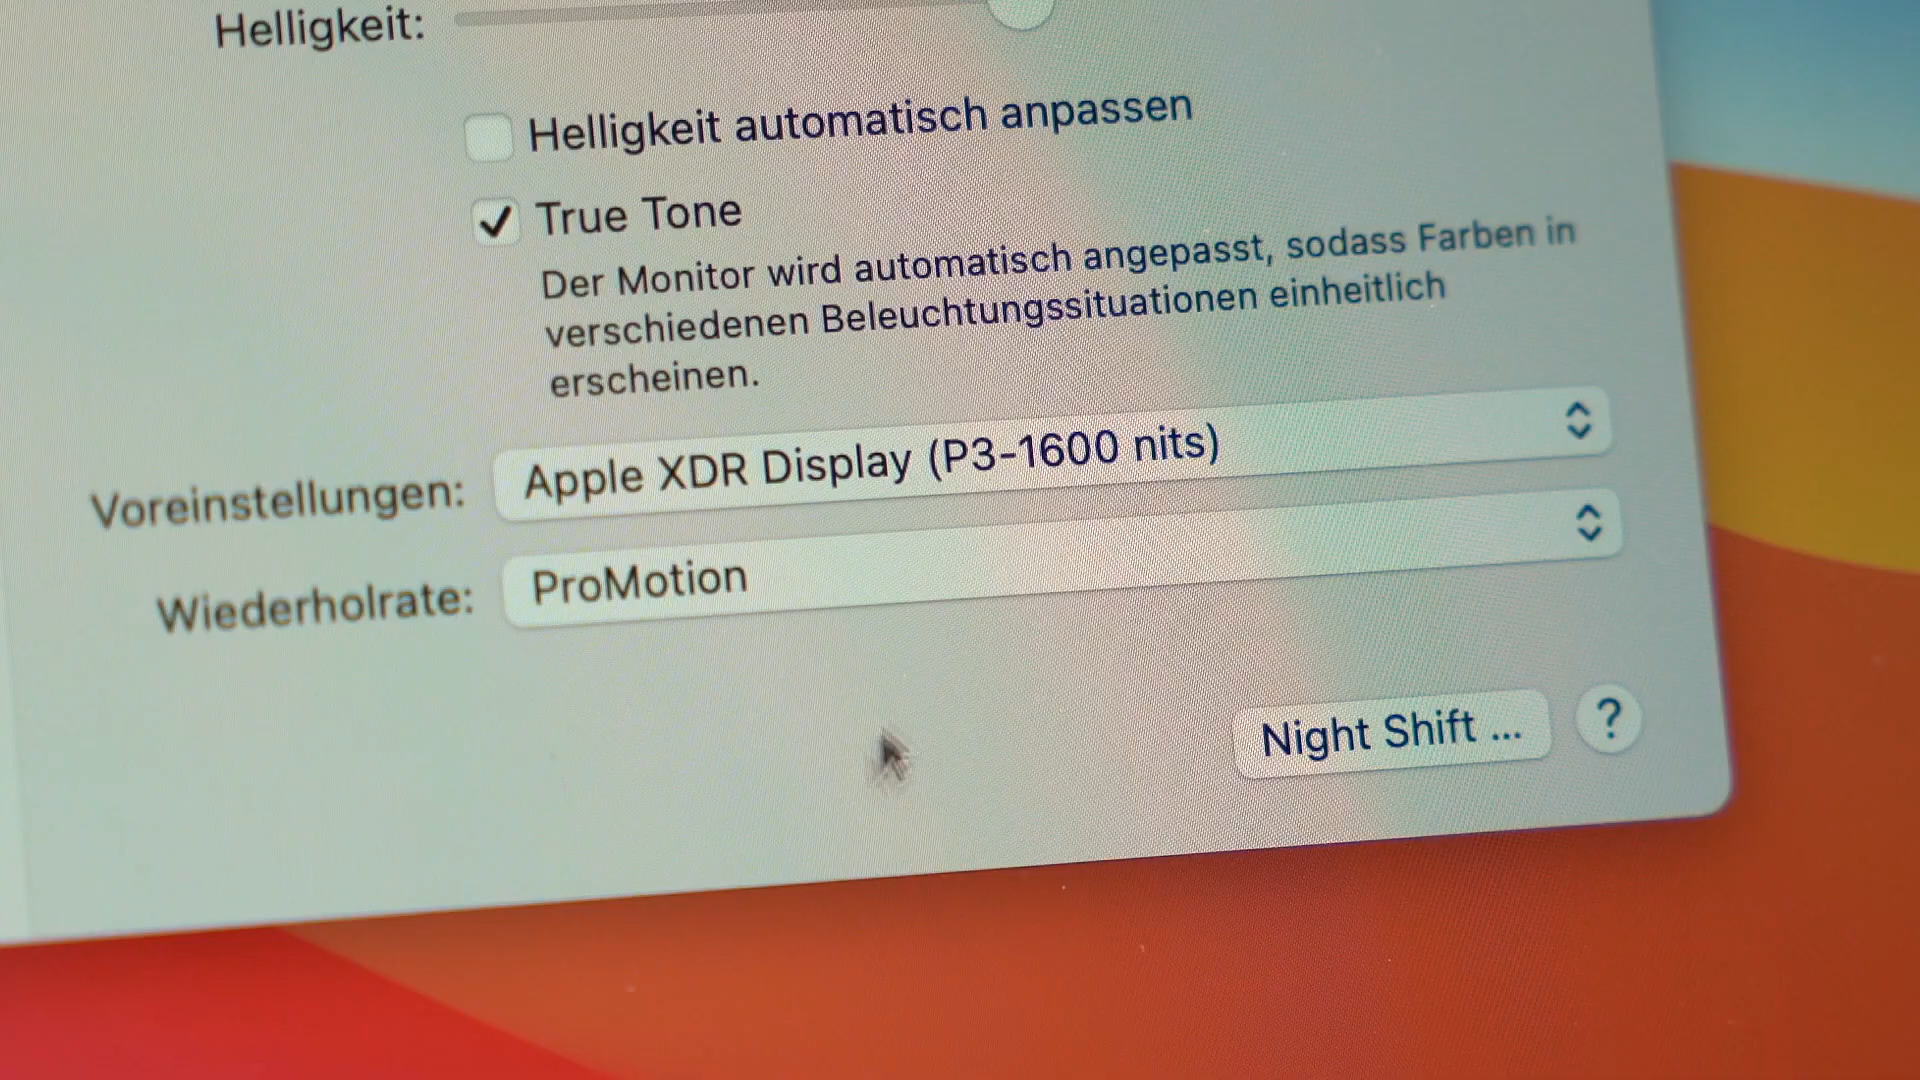 Helligkeit:
Helligkeit automatisch anpassen
True Tone
Der Monitor wird automatisch angepasst, sodass Farben in
verschiedenen Beleuchtungssituationen einheitlich
erscheinen.
Voreinstellungen: Apple XDR Display (P3-1600 nits)
Wiederholrate: ProMotion
Night Shift ... ?